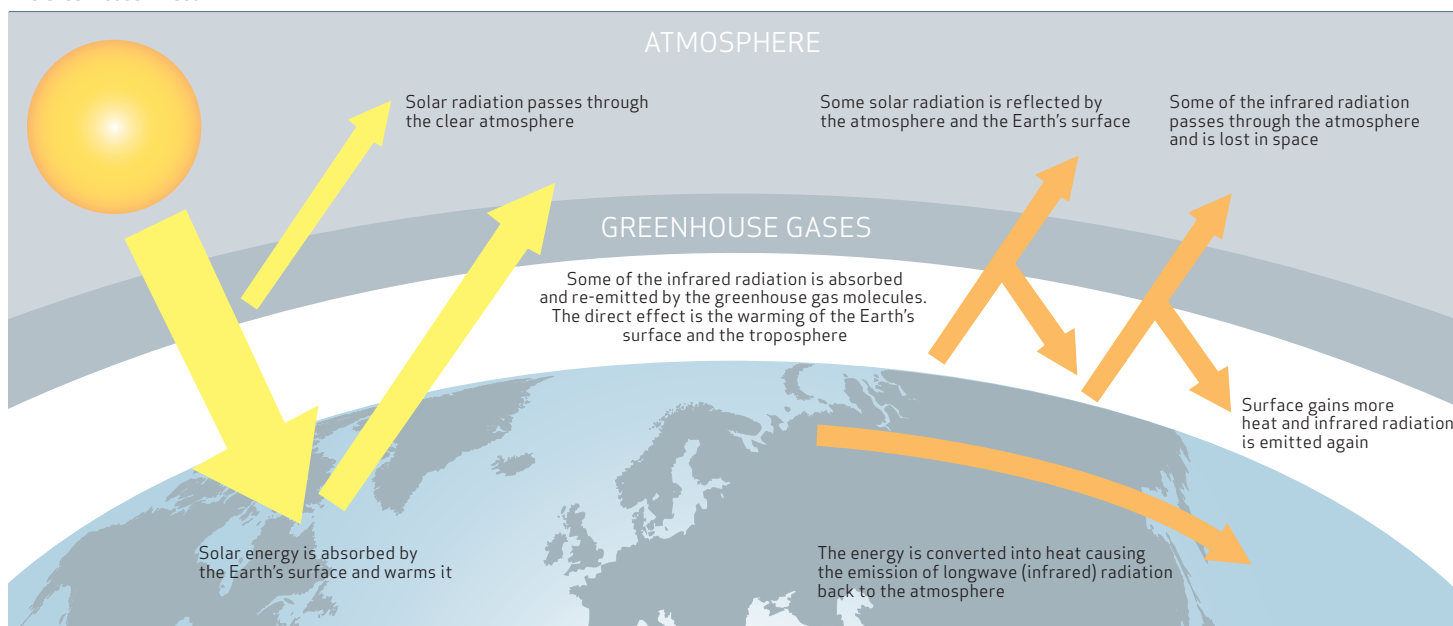 ATMOSPHERE
Solar radiation passes through
the clear atmosphere
Some solar radiation is reflected by
the atmosphere and the Earth's surface
Some of the infrared radiation
passes through the atmosphere
and is lost in space
GREENHOUSE GASES
Some of the infrared radiation is absorbed
and re-emitted by the greenhouse gas molecules.
The direct effect is the warming of the Earth's
surface and the troposphere
Surface gains more
heat and infrared radiation
is emitted again
Solar energy is absorbed by
the Earth's surface and warms it
The energy is converted into heat causing
the emission of longwave (infrared) radiation
back to the atmosphere